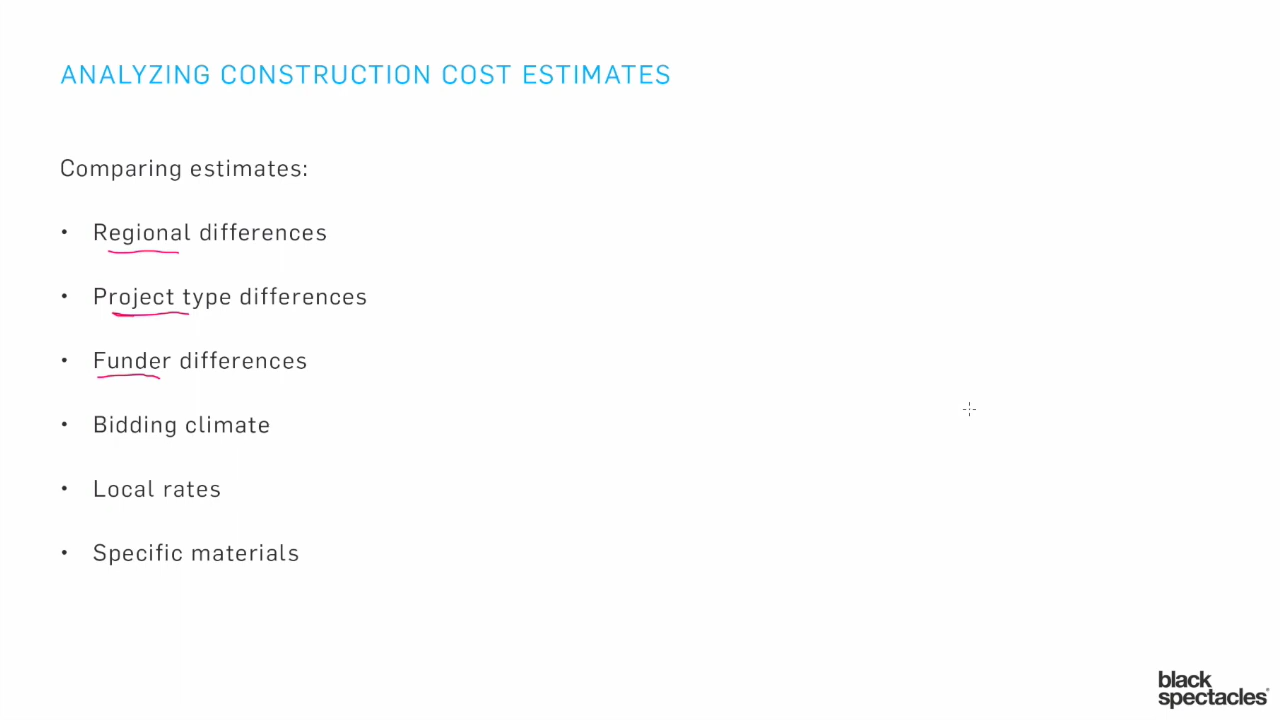 ANALYZING CONSTRUCTION COST ESTIMATES
Comparing estimates:
• Regional differences
• Project type differences
• Funder differences
• Bidding climate
• Local rates
• Specific materials
black
spectacles®